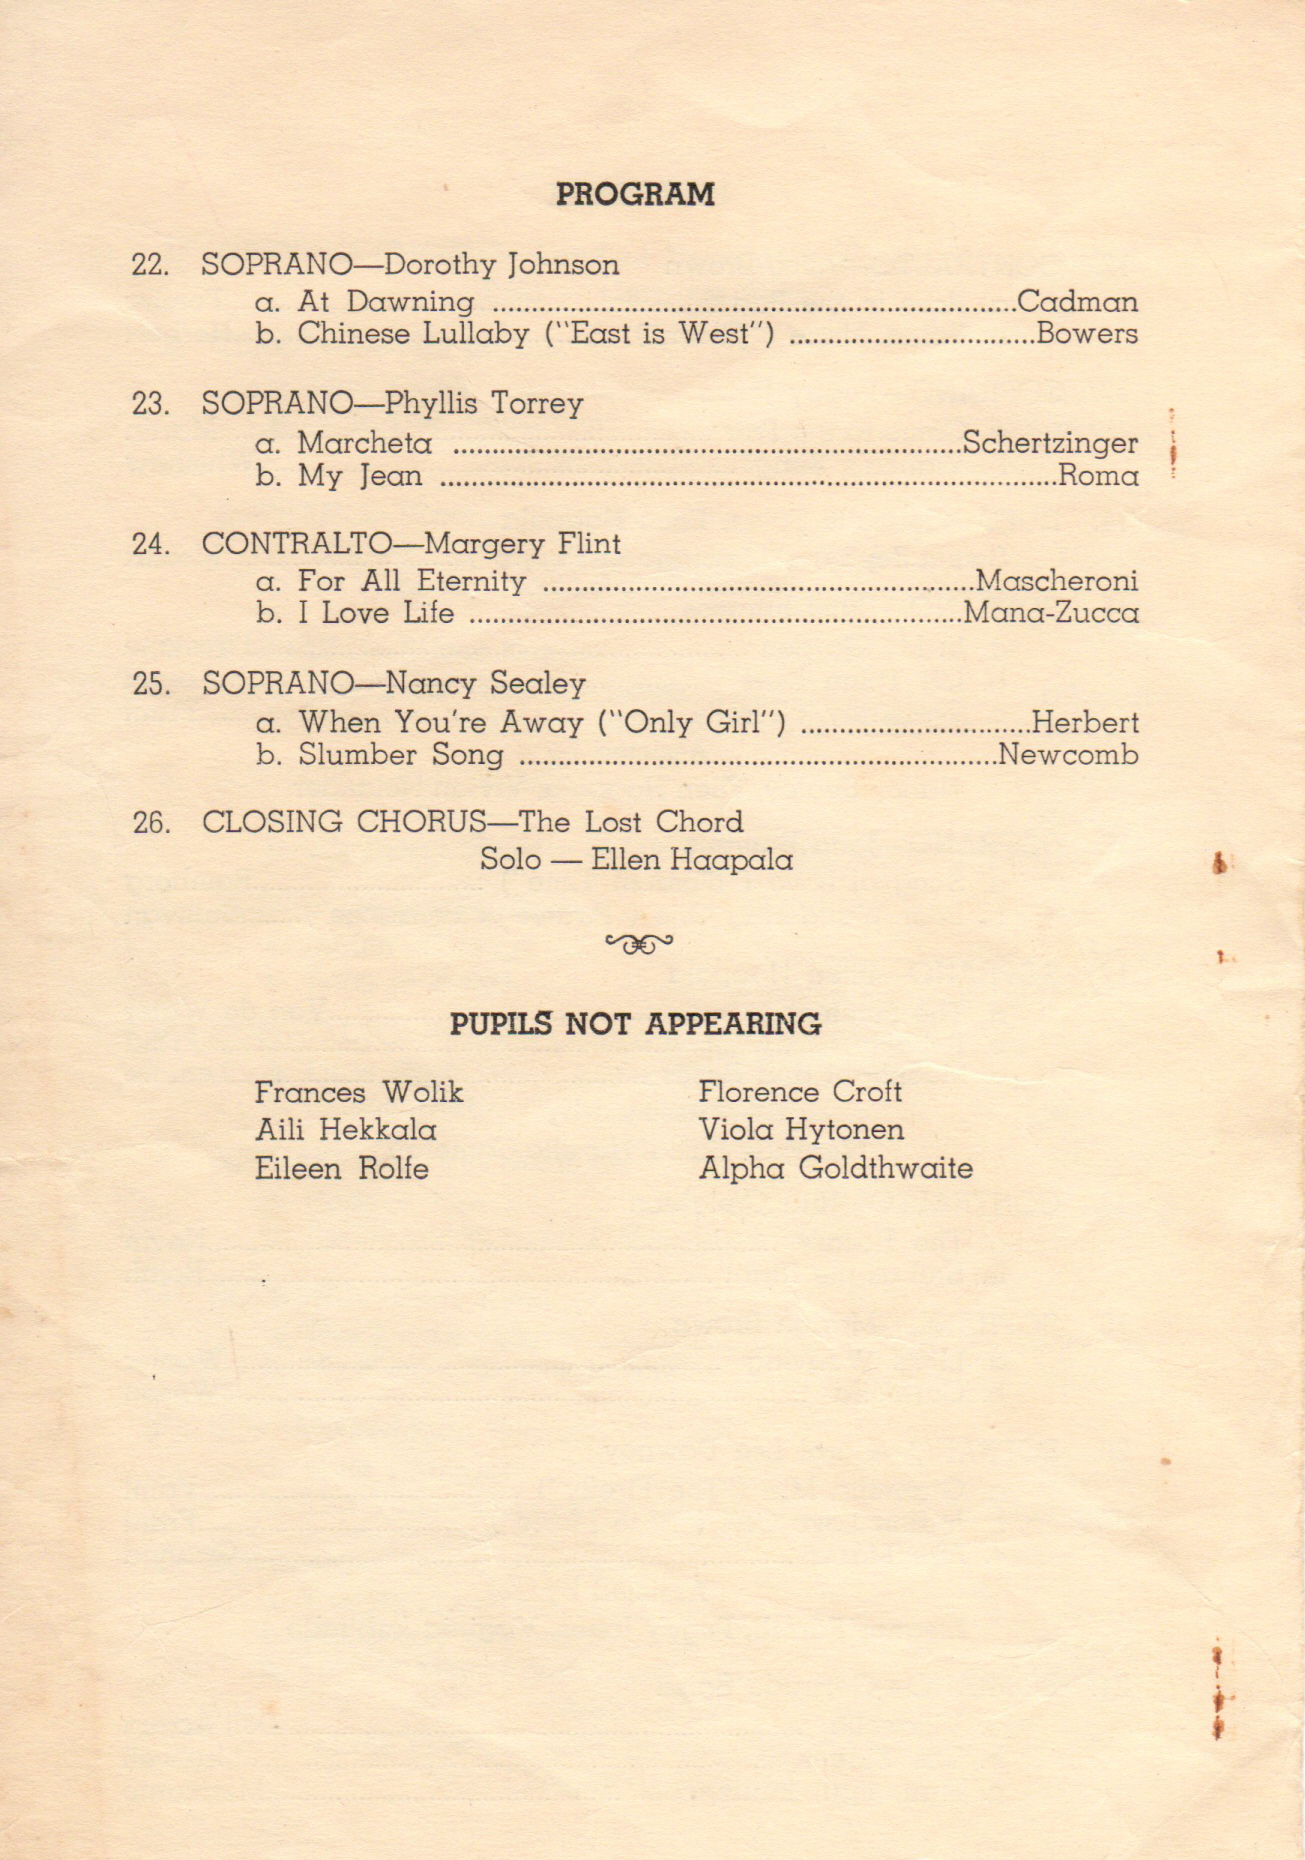 PROGRAM
22. SOPRANO—Dorothy Johnson
a. At Dawning ....................................................................Cadman
b. Chinese Lullaby ("East is West") ................................Bowers
23. SOPRANO—Phyllis Torrey
a. Marcheta ..................................................................Schertzinger
b. My Jean ................................................................................Roma
24. CONTRALTO—Margery Flint
a. For All Eternity ........................................................Mascheroni
b. I Love Life ................................................................Mana-Zucca
25. SOPRANO—Nancy Sealey
a. When You're Away ("Only Girl") ..............................Herbert
b. Slumber Song ..............................................................Newcomb
26. CLOSING CHORUS—The Lost Chord
Solo — Ellen Haapala
PUPILS NOT APPEARING
Frances Wolik Florence Croft
Aili Hekkala Viola Hytonen
Eileen Rolfe Alpha Goldthwaite